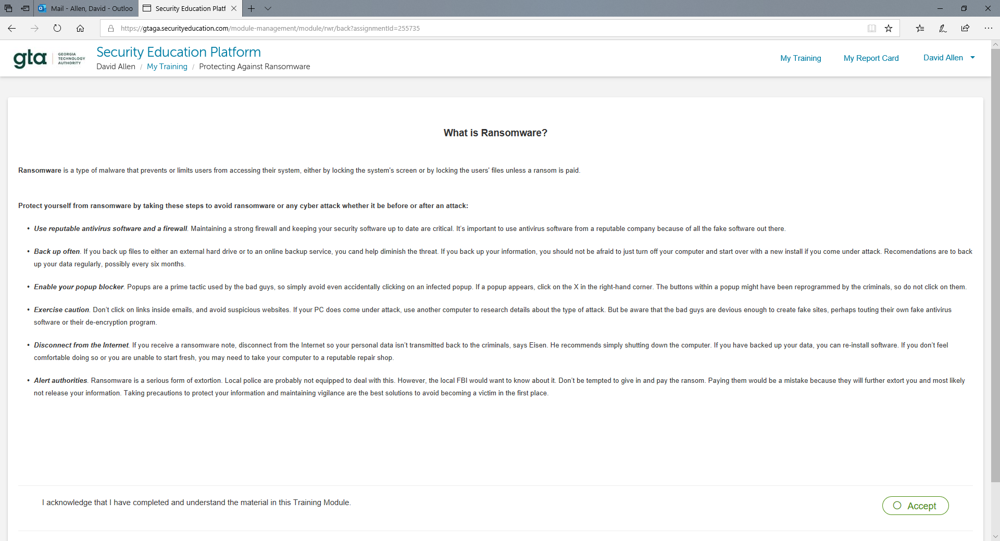 Mail - Allen, David - Outloo
Security Education Platf
https://gtaga.securityeducation.com/module-management/module/rwr/back?assignmentId=255735
gta GEORGIA TECHNOLOGY AUTHORITY
Security Education Platform
David Allen / My Training / Protecting Against Ransomware
My Training
My Report Card
David Allen
What is Ransomware?
Ransomware is a type of malware that prevents or limits users from accessing their system, either by locking the system's screen or by locking the users' files unless a ransom is paid.
Protect yourself from ransomware by taking these steps to avoid ransomware or any cyber attack whether it be before or after an attack:
• Use reputable antivirus software and a firewall. Maintaining a strong firewall and keeping your security software up to date are critical. It's important to use antivirus software from a reputable company because of all the fake software out there.
• Back up often. If you back up files to either an external hard drive or to an online backup service, you cand help diminish the threat. If you back up your information, you should not be afraid to just turn off your computer and start over with a new install if you come under attack. Recomendations are to back
up your data regularly, possibly every six months.
• Enable your popup blocker. Popups are a prime tactic used by the bad guys, so simply avoid even accidentally clicking on an infected popup. If a popup appears, click on the X in the right-hand corner. The buttons within a popup might have been reprogrammed by the criminals, so do not click on them.
• Exercise caution. Don't click on links inside emails, and avoid suspicious websites. If your PC does come under attack, use another computer to research details about the type of attack. But be aware that the bad guys are devious enough to create fake sites, perhaps touting their own fake antivirus
software or their de-encryption program.
• Disconnect from the Internet. If you receive a ransomware note, disconnect from the Internet so your personal data isn't transmitted back to the criminals, says Eisen. He recommends simply shutting down the computer. If you have backed up your data, you can re-install software. If you don't feel
comfortable doing so or you are unable to start fresh, you may need to take your computer to a reputable repair shop.
• Alert authorities. Ransomware is a serious form of extortion. Local police are probably not equipped to deal with this. However, the local FBI would want to know about it. Don't be tempted to give in and pay the ransom. Paying them would be a mistake because they will further extort you and most likely
not release your information. Taking precautions to protect your information and maintaining vigilance are the best solutions to avoid becoming a victim in the first place.
I acknowledge that I have completed and understand the material in this Training Module.
Accept